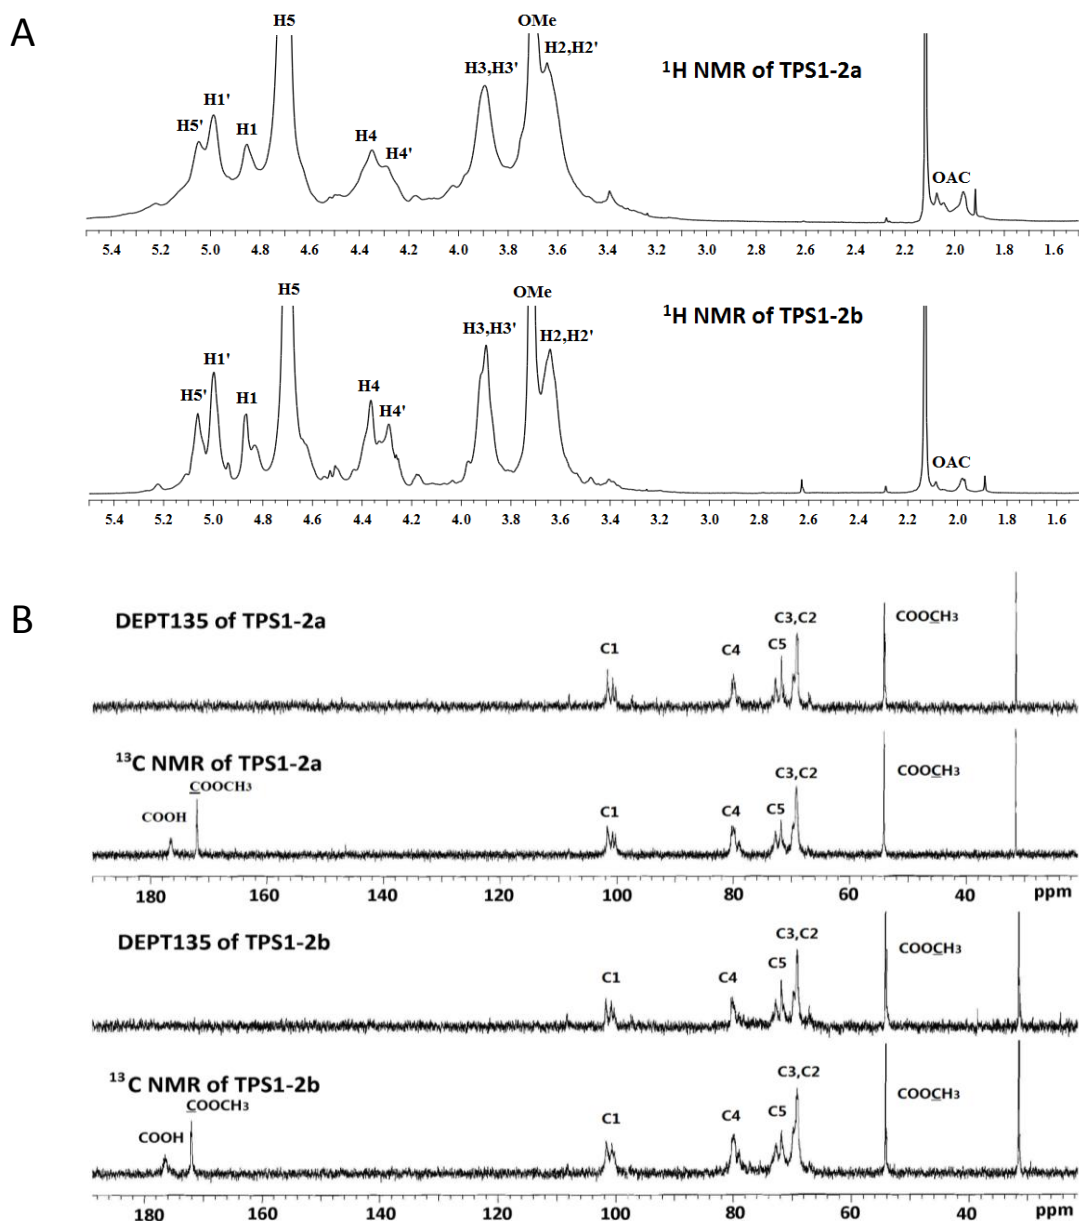 A
H5
OMe
H2,H2'
H3,H3'
¹H NMR of TPS1-2a
H1'
H5'
H1
H4
H4'
OAC
5.4 5.2 5.0 4.8 4.6 4.4 4.2 4.0 3.8 3.6 3.4 3.2 3.0 2.8 2.6 2.4 2.2 2.0 1.8 1.6
H5
OMe
¹H NMR of TPS1-2b
H3,H3'
H2,H2'
H1'
H5'
H1
H4
H4'
OAC
5.4 5.2 5.0 4.8 4.6 4.4 4.2 4.0 3.8 3.6 3.4 3.2 3.0 2.8 2.6 2.4 2.2 2.0 1.8 1.6
B
DEPT135 of TPS1-2a
C3,C2
COOCH3
C1
C4
C5
¹³C NMR of TPS1-2a
COOCH3
C3,C2
COOCH3
COOH
C1
C4
C5
180 160 140 120 100 80 60 40 ppm
DEPT135 of TPS1-2b
C3,C2
COOCH3
C1
C4
C5
¹³C NMR of TPS1-2b
C3,C2
COOCH3
COOCH3
COOH
C1
C4
C5
180 160 140 120 100 80 60 40 ppm